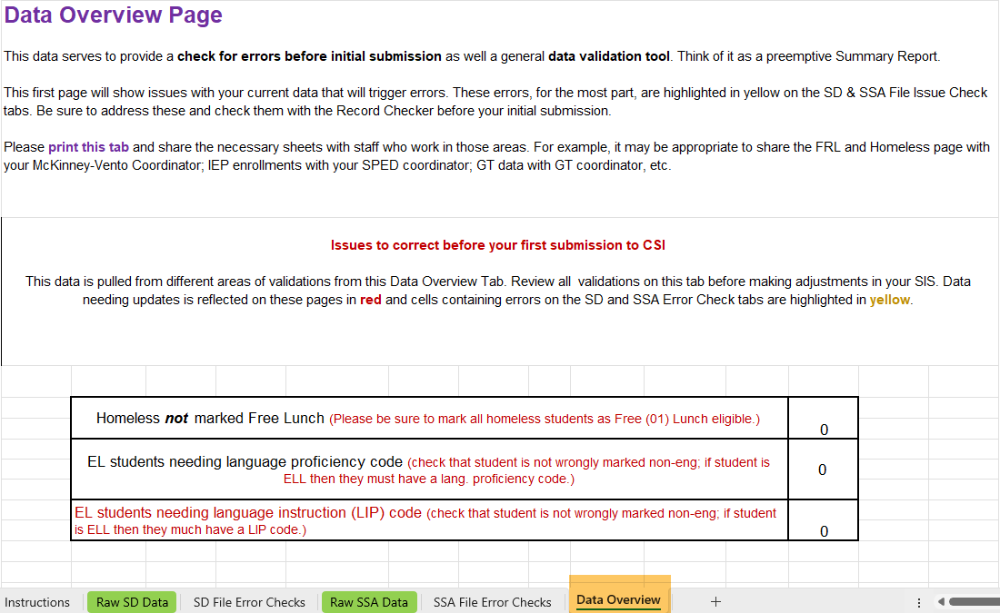 Data Overview Page
This data serves to provide a check for errors before initial submission as well a general data validation tool. Think of it as a preemptive Summary Report.
This first page will show issues with your current data that will trigger errors. These errors, for the most part, are highlighted in yellow on the SD & SSA File Issue Check
tabs. Be sure to address these and check them with the Record Checker before your initial submission.
Please print this tab and share the necessary sheets with staff who work in those areas. For example, it may be appropriate to share the FRL and Homeless page with
your McKinney-Vento Coordinator; IEP enrollments with your SPED coordinator; GT data with GT coordinator, etc.
Issues to correct before your first submission to CSI
This data is pulled from different areas of validations from this Data Overview Tab. Review all  validations on this tab before making adjustments in your SIS. Data
needing updates is reflected on these pages in red and cells containing errors on the SD and SSA Error Check tabs are highlighted in yellow.
Homeless not marked Free Lunch (Please be sure to mark all homeless students as Free (01) Lunch eligible.)
0
EL students needing language proficiency code (check that student is not wrongly marked non-eng; if student is
ELL then they must have a lang. proficiency code.)
0
EL students needing language instruction (LIP) code (check that student is not wrongly marked non-eng; if student
is ELL then they much have a LIP code.)
0
Instructions Raw SD Data SD File Error Checks Raw SSA Data SSA File Error Checks Data Overview +